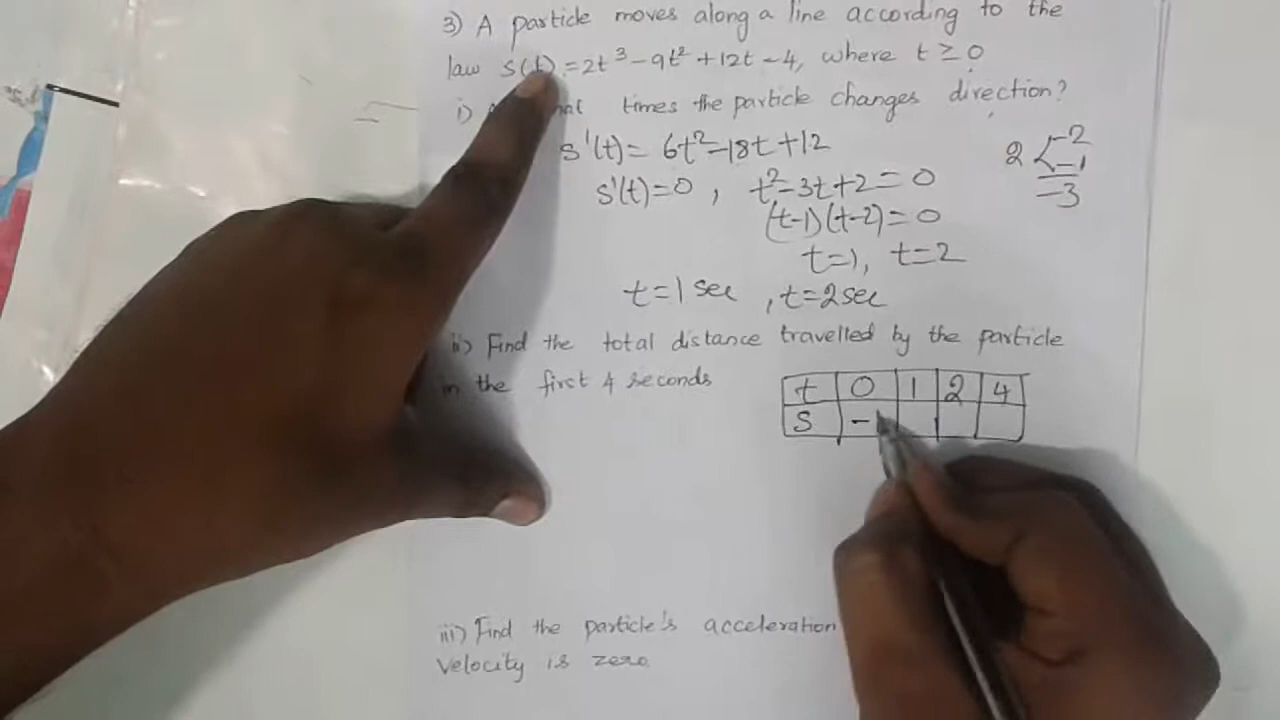 3) A particle moves along a line according to the
law s(t) = 2t³ - 9t² + 12t - 4, where t ≥ 0
i) times the particle changes direction?
s'(t) = 6t² - 18t + 12
2 < -2
-1
-3
s'(t) = 0 , t² - 3t + 2 = 0
(t-1)(t-2) = 0
t=1, t=2
t=1 sec , t=2sec
ii) Find the total distance travelled by the particle
in the first 4 seconds
t 0 1 2 4
S -
iii) Find the particle's acceleration
velocity is zero.